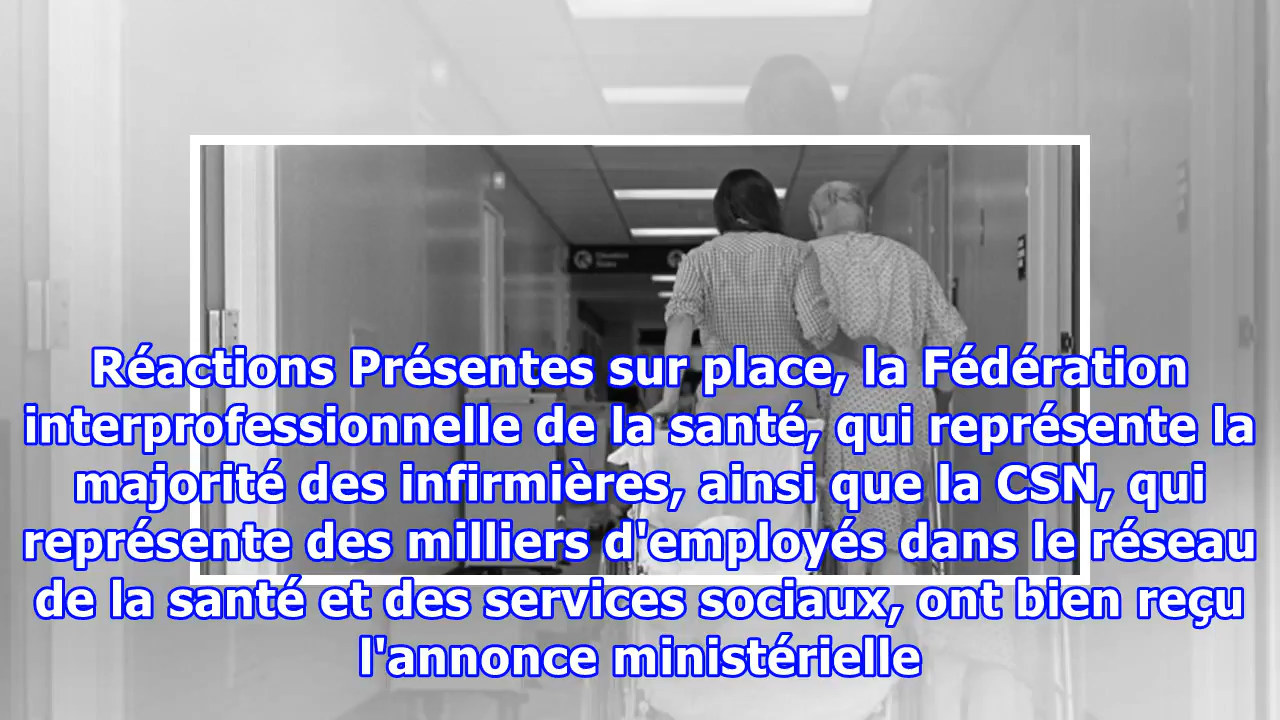 Réactions Présentes sur place, la Fédération
interprofessionnelle de la santé, qui représente la
majorité des infirmières, ainsi que la CSN, qui
représente des milliers d'employés dans le réseau
de la santé et des services sociaux, ont bien reçu
l'annonce ministérielle